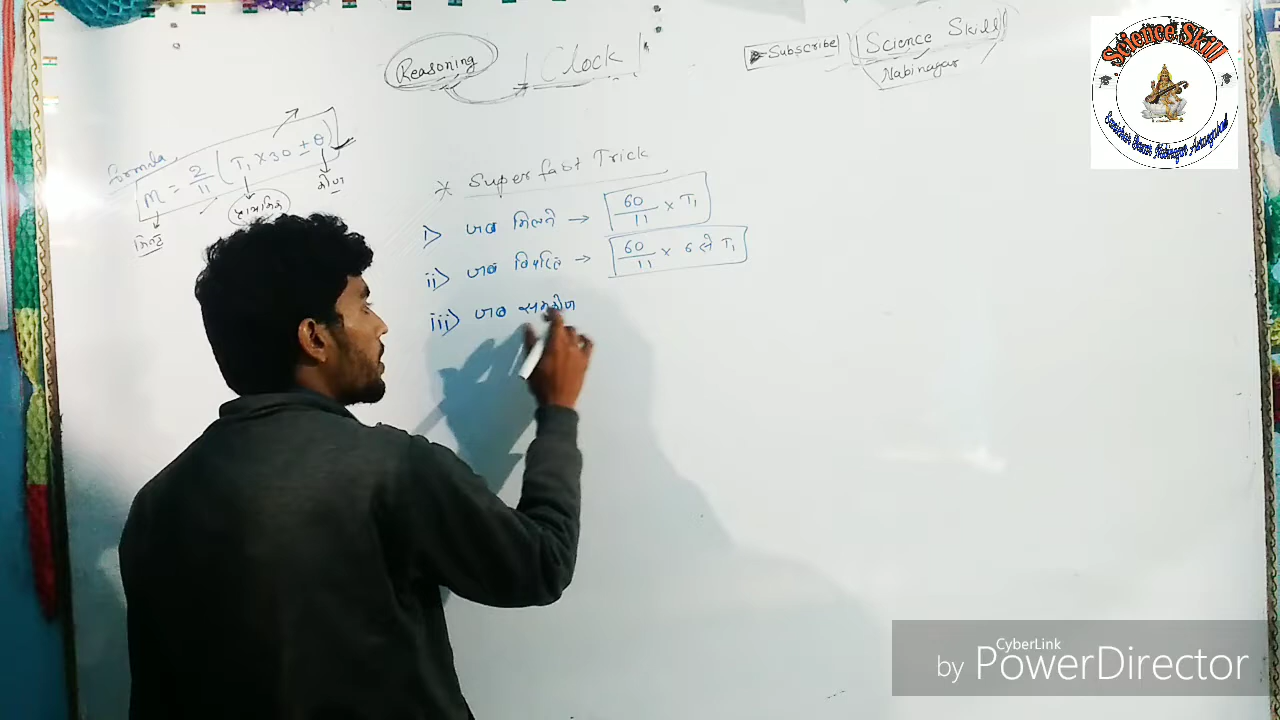 Reasoning Clock
Subscribe Science Skill
Nabinagar
Science Skill
Formula
M = 2/11 (T₁ × 30 ± θ)
मिनट
कोण
* Super fast Trick
i) जब मिलने → 60/11 × T₁
ii) जब विपरीत → 60/11 × 6 से T₁
iii) जब समकोण
CyberLink
by PowerDirector